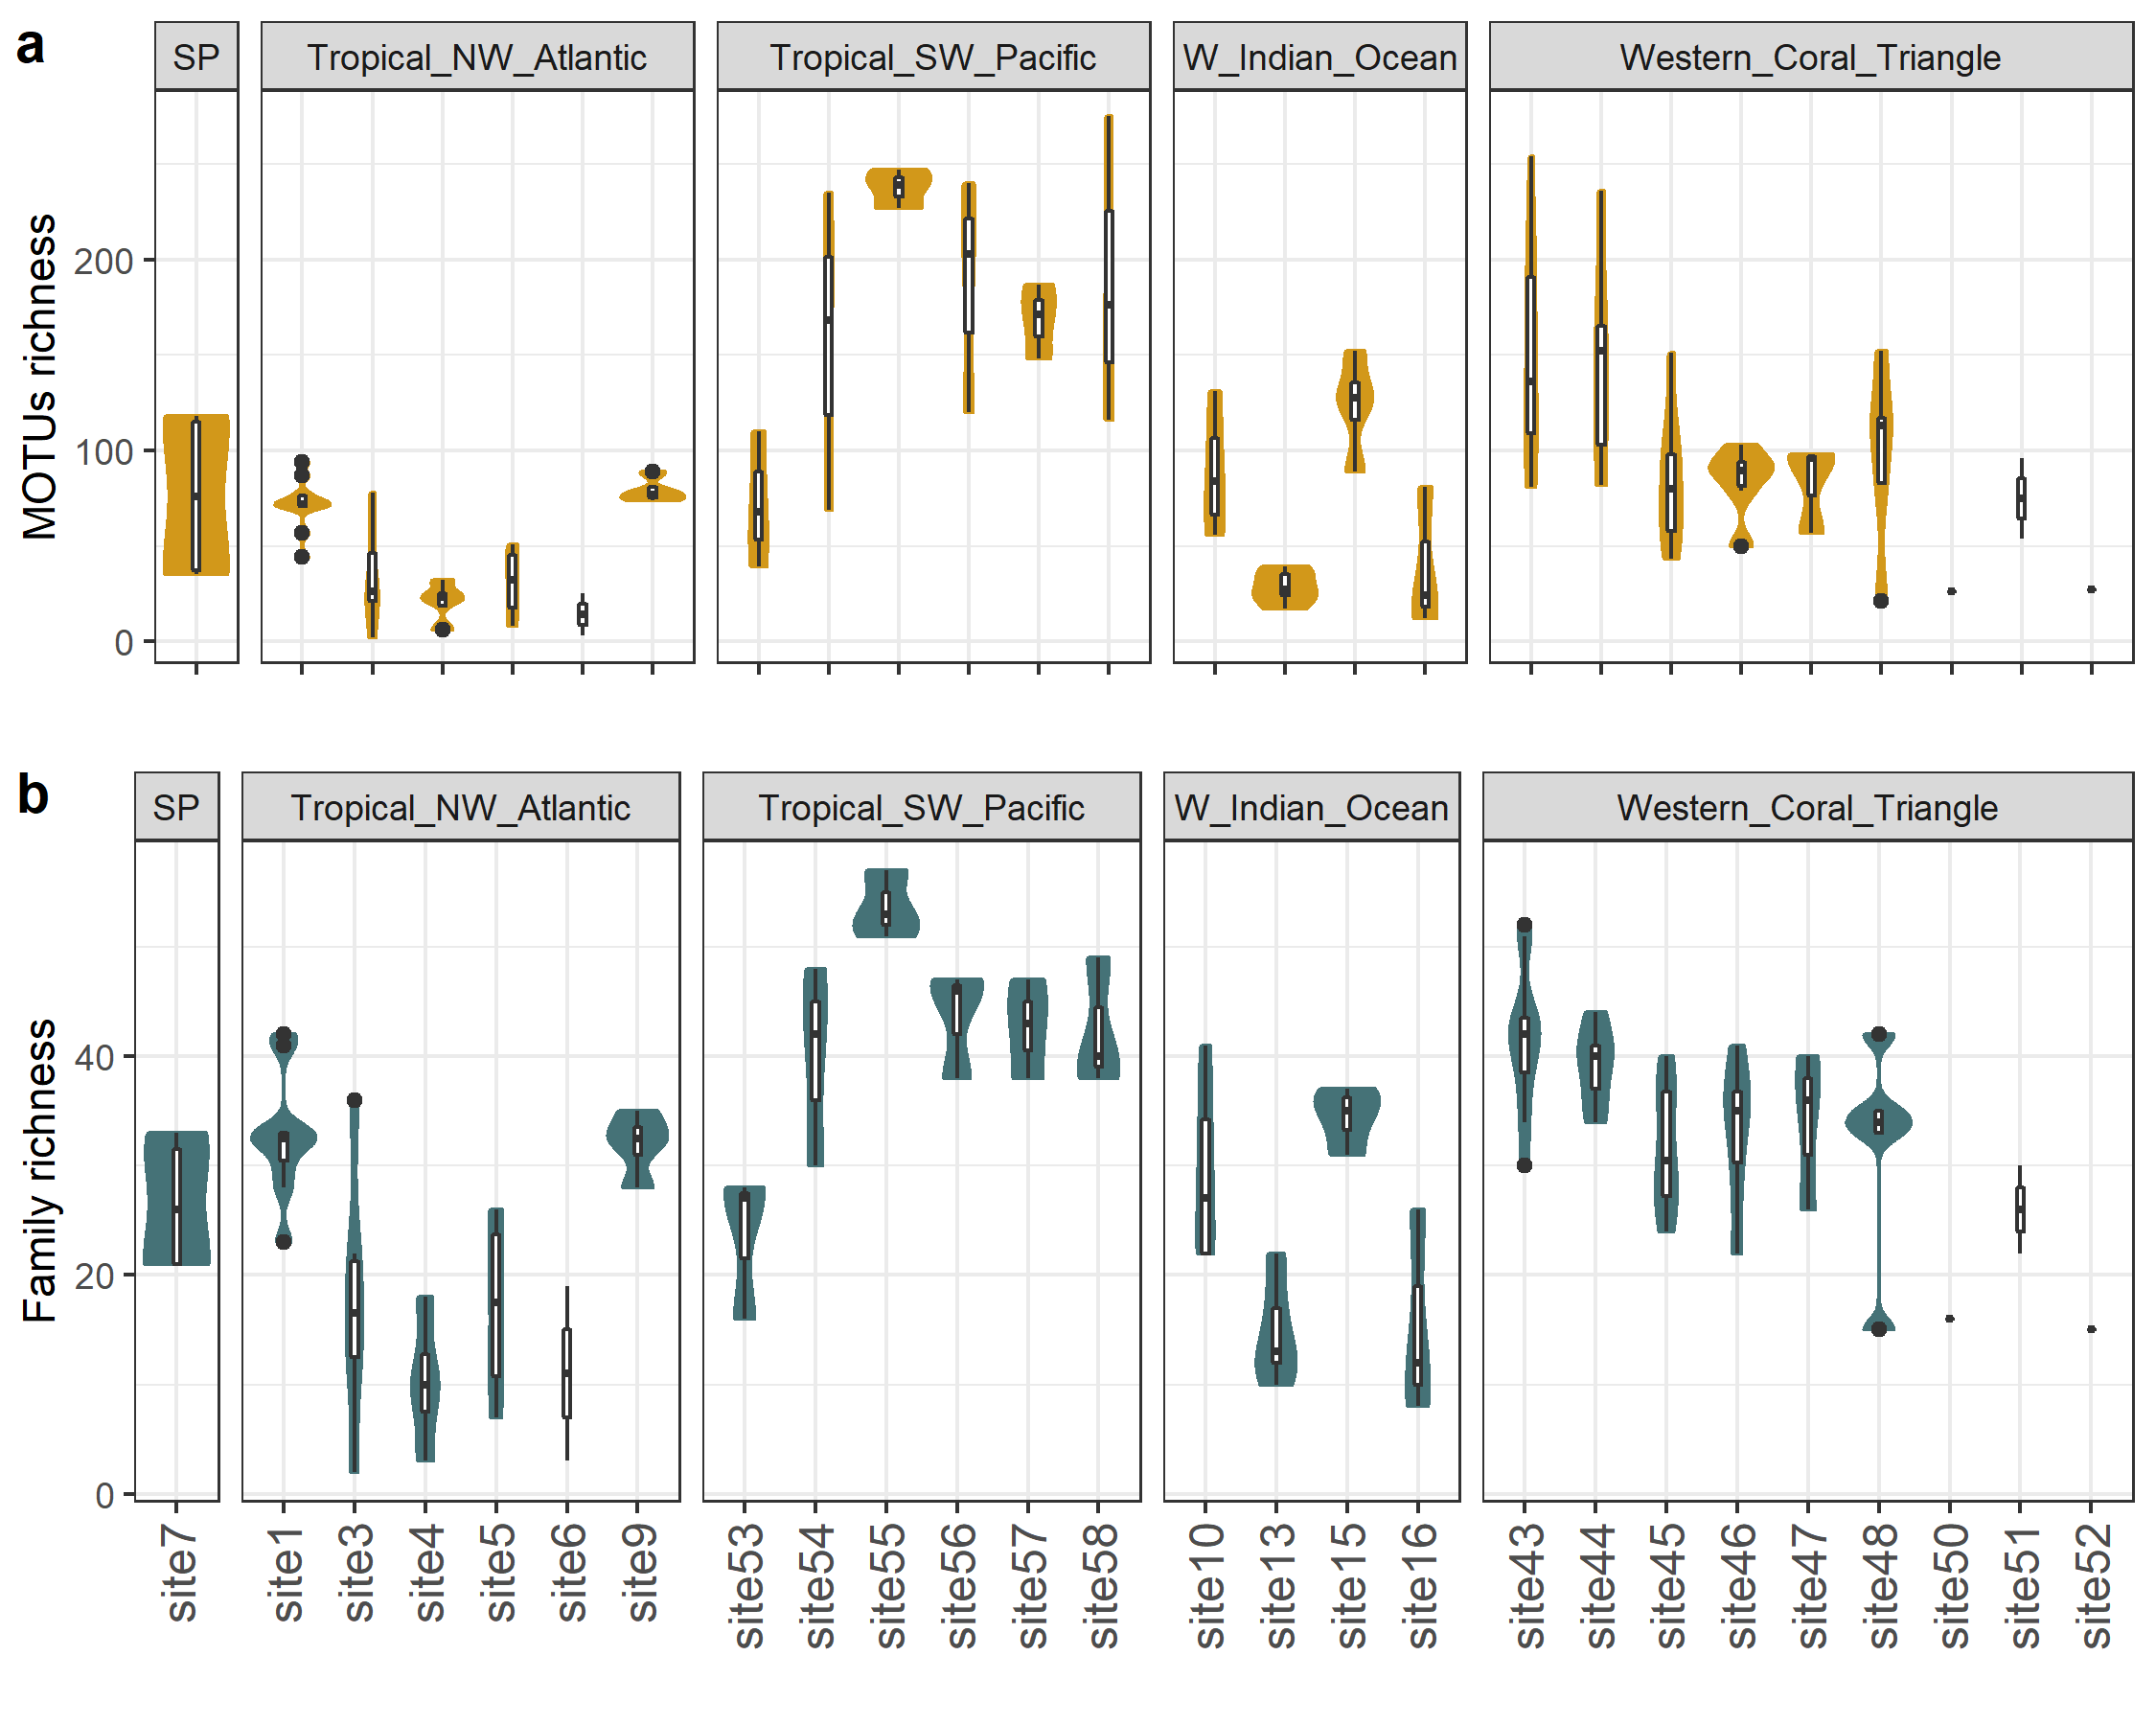 a
SP Tropical_NW_Atlantic Tropical_SW_Pacific W_Indian_Ocean Western_Coral_Triangle
MOTUs richness
200
100
0
b
SP Tropical_NW_Atlantic Tropical_SW_Pacific W_Indian_Ocean Western_Coral_Triangle
Family richness
40
20
0
site7 site1 site3 site4 site5 site6 site9 site53 site54 site55 site56 site57 site58 site10 site13 site15 site16 site43 site44 site45 site46 site47 site48 site50 site51 site52